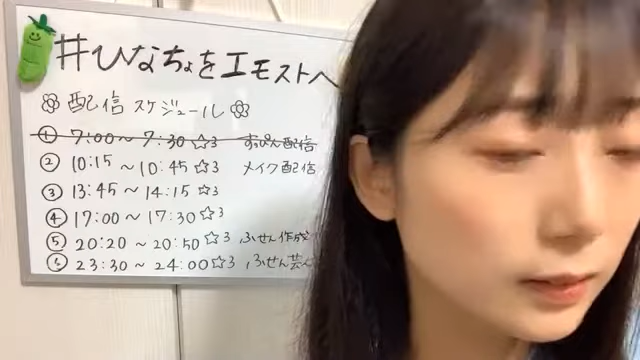 #ひなちょをエモストへ
配信スケジュール
① 7:00〜7:30☆3 すっぴん配信
② 10:15〜10:45☆3 メイク配信
③ 13:45〜14:15☆3
④ 17:00〜17:30☆3
⑤ 20:20〜20:50☆3 ふせん作成
⑥ 23:30〜24:00☆3 ふせん芸